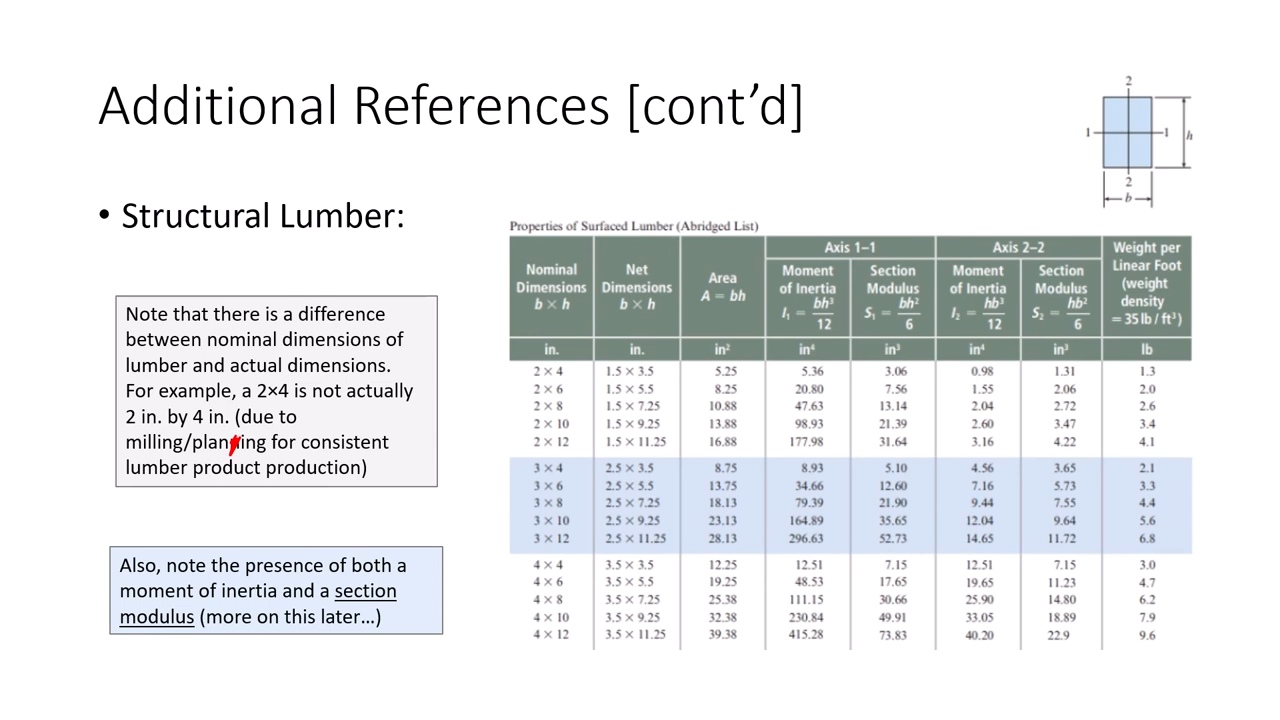 Additional References [cont'd]
2
1 1 h
2
b
• Structural Lumber:
Note that there is a difference
between nominal dimensions of
lumber and actual dimensions.
For example, a 2×4 is not actually
2 in. by 4 in. (due to
milling/planning for consistent
lumber product production)
Also, note the presence of both a
moment of inertia and a section
modulus (more on this later…)
Properties of Surfaced Lumber (Abridged List)
Axis 1–1 Axis 2–2
Nominal Dimensions b × h Net Dimensions b × h Area A = bh Moment of Inertia I₁ = bh³/12 Section Modulus S₁ = bh²/6 Moment of Inertia I₂ = hb³/12 Section Modulus S₂ = hb²/6 Weight per Linear Foot (weight density = 35 lb / ft³)
in. in. in² in⁴ in³ in⁴ in³ lb
2 × 4 1.5 × 3.5 5.25 5.36 3.06 0.98 1.31 1.3
2 × 6 1.5 × 5.5 8.25 20.80 7.56 1.55 2.06 2.0
2 × 8 1.5 × 7.25 10.88 47.63 13.14 2.04 2.72 2.6
2 × 10 1.5 × 9.25 13.88 98.93 21.39 2.60 3.47 3.4
2 × 12 1.5 × 11.25 16.88 177.98 31.64 3.16 4.22 4.1
3 × 4 2.5 × 3.5 8.75 8.93 5.10 4.56 3.65 2.1
3 × 6 2.5 × 5.5 13.75 34.66 12.60 7.16 5.73 3.3
3 × 8 2.5 × 7.25 18.13 79.39 21.90 9.44 7.55 4.4
3 × 10 2.5 × 9.25 23.13 164.89 35.65 12.04 9.64 5.6
3 × 12 2.5 × 11.25 28.13 296.63 52.73 14.65 11.72 6.8
4 × 4 3.5 × 3.5 12.25 12.51 7.15 12.51 7.15 3.0
4 × 6 3.5 × 5.5 19.25 48.53 17.65 19.65 11.23 4.7
4 × 8 3.5 × 7.25 25.38 111.15 30.66 25.90 14.80 6.2
4 × 10 3.5 × 9.25 32.38 230.84 49.91 33.05 18.89 7.9
4 × 12 3.5 × 11.25 39.38 415.28 73.83 40.20 22.9 9.6